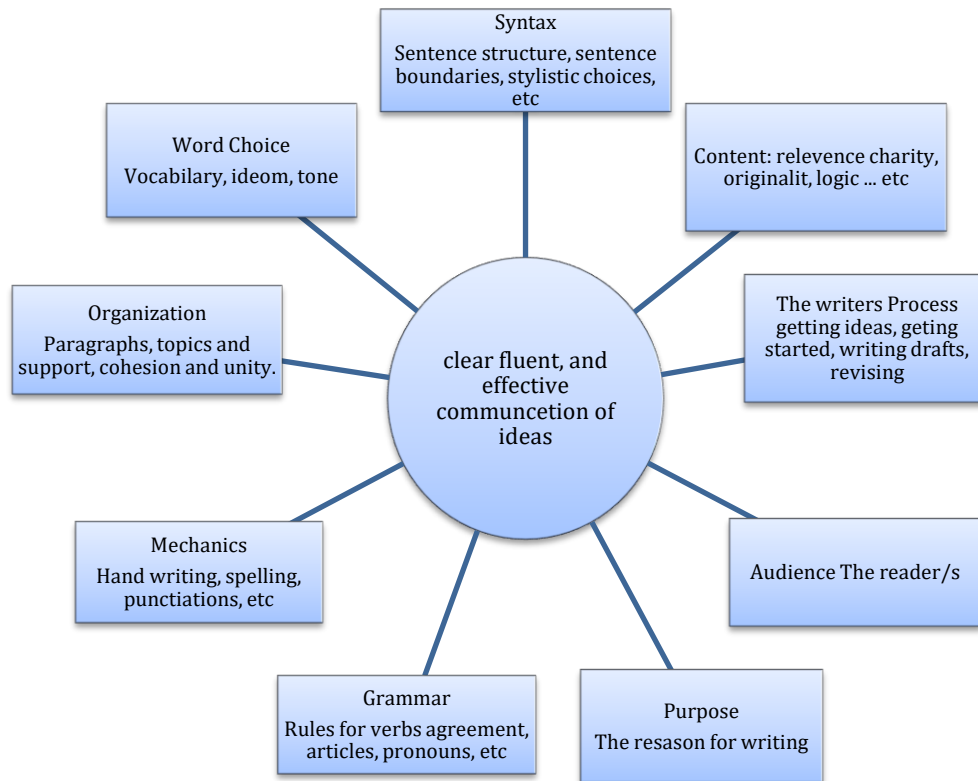 Syntax
Sentence structure, sentence
boundaries, stylistic choices,
etc
Content: relevence charity,
originalit, logic ... etc
The writers Process
getting ideas, geting
started, writing drafts,
revising
Audience The reader/s
Purpose
The resason for writing
Grammar
Rules for verbs agreement,
articles, pronouns, etc
Mechanics
Hand writing, spelling,
punctiations, etc
Organization
Paragraphs, topics and
support, cohesion and unity.
Word Choice
Vocabilary, ideom, tone
clear fluent, and
effective
communcetion of
ideas